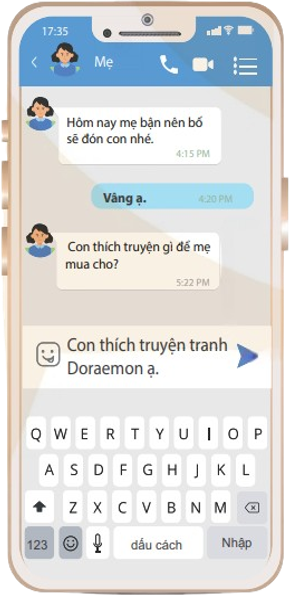 17:35
Mẹ
Hôm nay mẹ bận nên bố
sẽ đón con nhé.
4:15 PM
Vâng ạ.
4:20 PM
Con thích truyện gì để mẹ
mua cho?
5:22 PM
Con thích truyện tranh
Doraemon ạ.
Q W E R T Y U I O P
A S D F G H J K L
Z X C V B N M
123 dấu cách Nhập